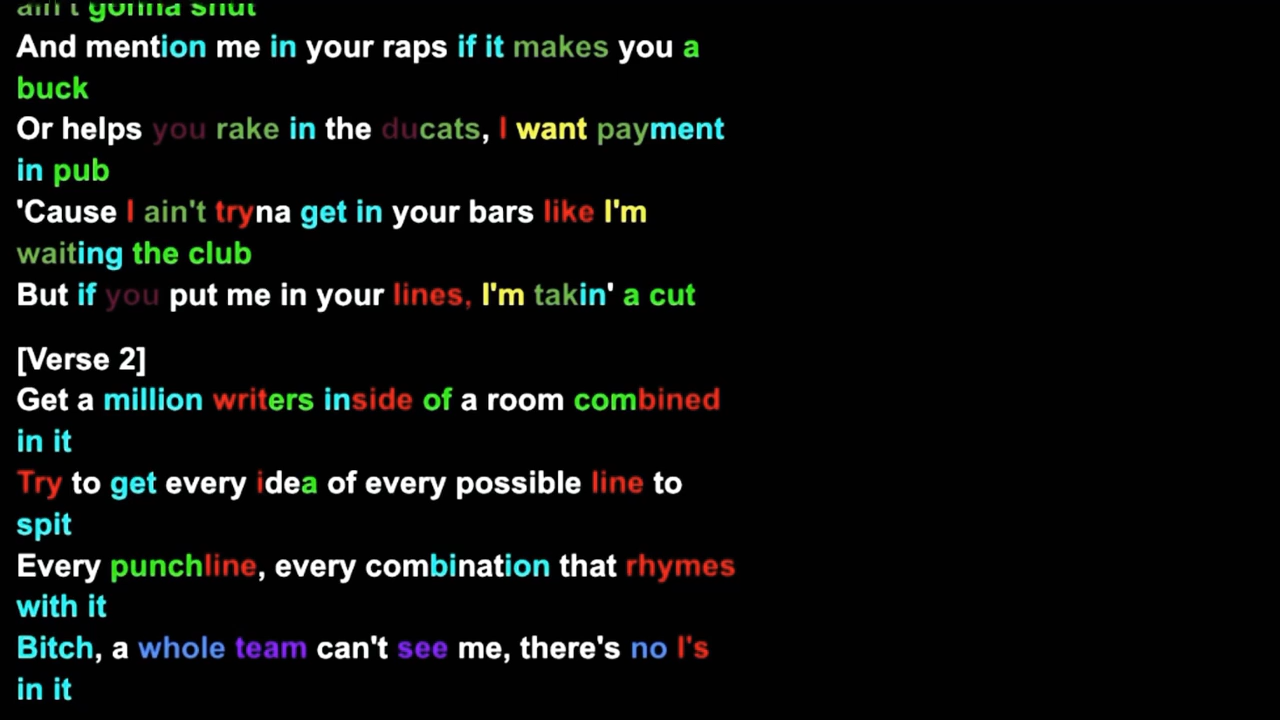 ain't gonna shut
And mention me in your raps if it makes you a
buck
Or helps you rake in the ducats, I want payment
in pub
'Cause I ain't tryna get in your bars like I'm
waiting the club
But if you put me in your lines, I'm takin' a cut
[Verse 2]
Get a million writers inside of a room combined
in it
Try to get every idea of every possible line to
spit
Every punchline, every combination that rhymes
with it
Bitch, a whole team can't see me, there's no I's
in it